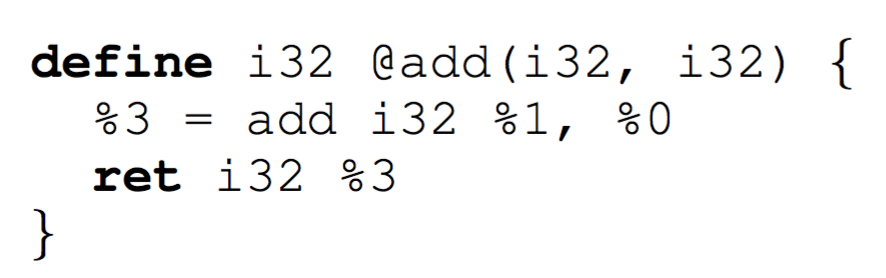 define i32 @add(i32, i32) {
  %3 = add i32 %1, %0
  ret i32 %3
}